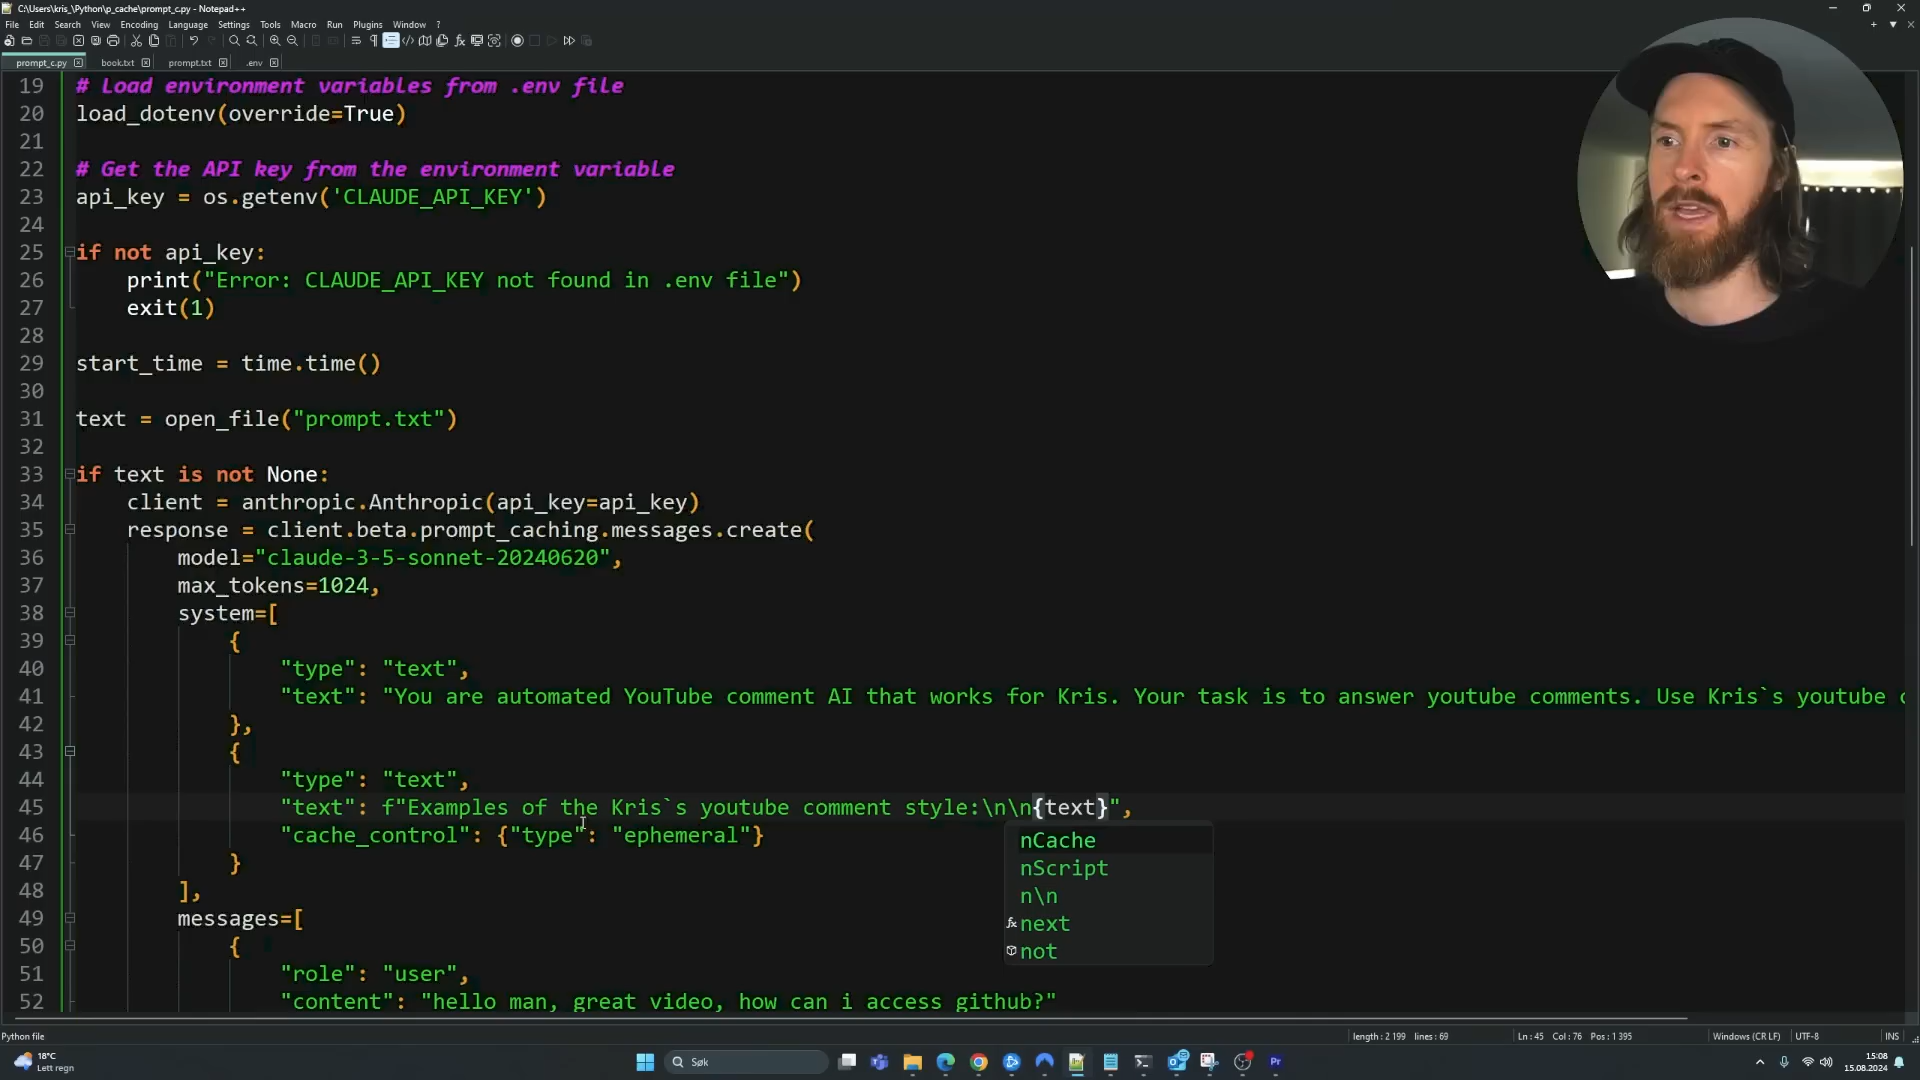 C:\Users\kris_\Python\p_cache\prompt_c.py - Notepad++
File Edit Search View Encoding Language Settings Tools Macro Run Plugins Window ?
prompt_c.py book.txt prompt.txt .env
19 # Load environment variables from .env file
20 load_dotenv(override=True)
21
22 # Get the API key from the environment variable
23 api_key = os.getenv('CLAUDE_API_KEY')
24
25 if not api_key:
26 print("Error: CLAUDE_API_KEY not found in .env file")
27 exit(1)
28
29 start_time = time.time()
30
31 text = open_file("prompt.txt")
32
33 if text is not None:
34 client = anthropic.Anthropic(api_key=api_key)
35 response = client.beta.prompt_caching.messages.create(
36 model="claude-3-5-sonnet-20240620",
37 max_tokens=1024,
38 system=[
39 {
40 "type": "text",
41 "text": "You are automated YouTube comment AI that works for Kris. Your task is to answer youtube comments. Use Kris`s youtube
42 },
43 {
44 "type": "text",
45 "text": f"Examples of the Kris`s youtube comment style:\n\n{text}",
46 "cache_control": {"type": "ephemeral"}
nCache
47 }
nScript
48 ],
n\n
49 messages=[
next
50 {
not
51 "role": "user",
52 "content": "hello man, great video, how can i access github?"
Python file length : 2 199 lines : 69 Ln : 45 Col : 76 Pos : 1 395 Windows (CR LF) UTF-8 INS
18°C
Lett regn
Søk
15:08
15.08.2024